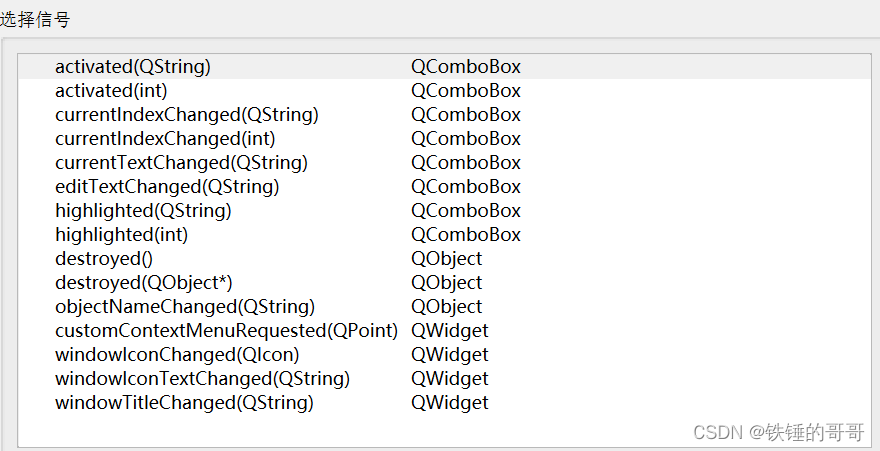 选择信号
activated(QString) QComboBox
activated(int) QComboBox
currentIndexChanged(QString) QComboBox
currentIndexChanged(int) QComboBox
currentTextChanged(QString) QComboBox
editTextChanged(QString) QComboBox
highlighted(QString) QComboBox
highlighted(int) QComboBox
destroyed() QObject
destroyed(QObject*) QObject
objectNameChanged(QString) QObject
customContextMenuRequested(QPoint) QWidget
windowIconChanged(QIcon) QWidget
windowIconTextChanged(QString) QWidget
windowTitleChanged(QString) QWidget
CSDN @铁锤的哥哥